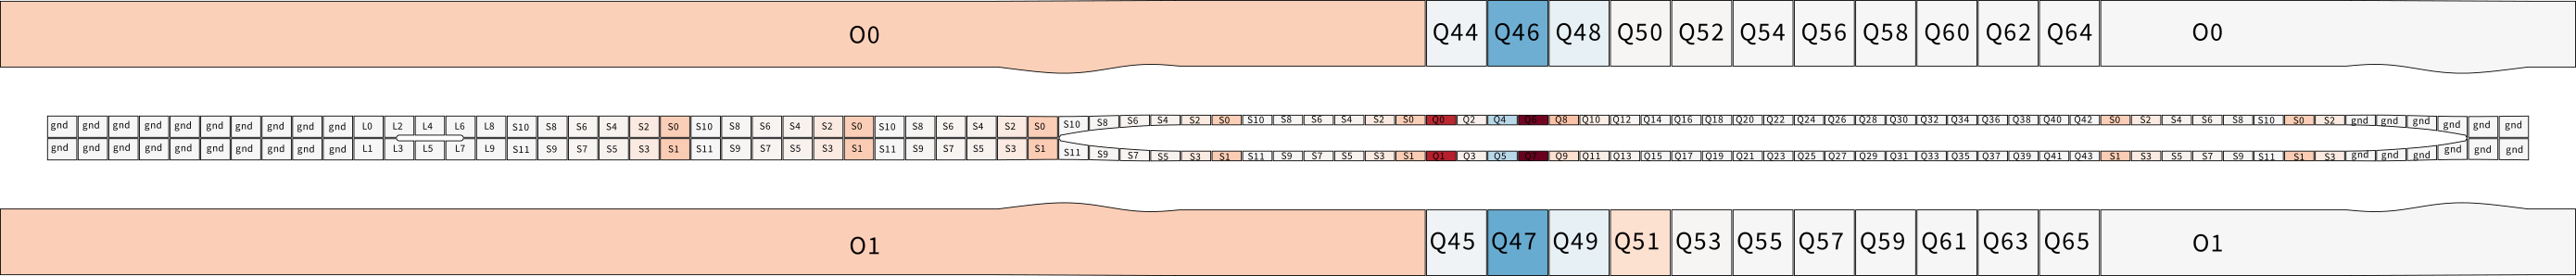 O0 Q44 Q46 Q48 Q50 Q52 Q54 Q56 Q58 Q60 Q62 Q64 O0
gnd gnd gnd gnd gnd gnd gnd gnd gnd gnd L0 L2 L4 L6 L8 S10 S8 S6 S4 S2 S0 S10 S8 S6 S4 S2 S0 S10 S8 S6 S4 S2 S0 S10 S8 S6 S4 S2 S0 S10 S8 S6 S4 S2 S0 Q0 Q2 Q4 Q6 Q8 Q10 Q12 Q14 Q16 Q18 Q20 Q22 Q24 Q26 Q28 Q30 Q32 Q34 Q36 Q38 Q40 Q42 S0 S2 S4 S6 S8 S10 S0 S2 gnd gnd gnd gnd gnd gnd
gnd gnd gnd gnd gnd gnd gnd gnd gnd gnd L1 L3 L5 L7 L9 S11 S9 S7 S5 S3 S1 S11 S9 S7 S5 S3 S1 S11 S9 S7 S5 S3 S1 S11 S9 S7 S5 S3 S1 S11 S9 S7 S5 S3 S1 Q1 Q3 Q5 Q7 Q9 Q11 Q13 Q15 Q17 Q19 Q21 Q23 Q25 Q27 Q29 Q31 Q33 Q35 Q37 Q39 Q41 Q43 S1 S3 S5 S7 S9 S11 S1 S3 gnd gnd gnd gnd gnd gnd
O1 Q45 Q47 Q49 Q51 Q53 Q55 Q57 Q59 Q61 Q63 Q65 O1